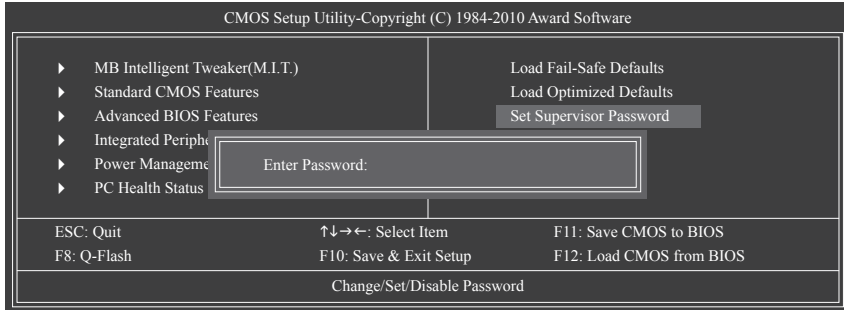 CMOS Setup Utility-Copyright (C) 1984-2010 Award Software
MB Intelligent Tweaker(M.I.T.)
Standard CMOS Features
Advanced BIOS Features
Integrated Periphe
Power Manageme
PC Health Status
Load Fail-Safe Defaults
Load Optimized Defaults
Set Supervisor Password
Enter Password:
ESC: Quit
↑↓→←: Select Item
F11: Save CMOS to BIOS
F8: Q-Flash
F10: Save & Exit Setup
F12: Load CMOS from BIOS
Change/Set/Disable Password